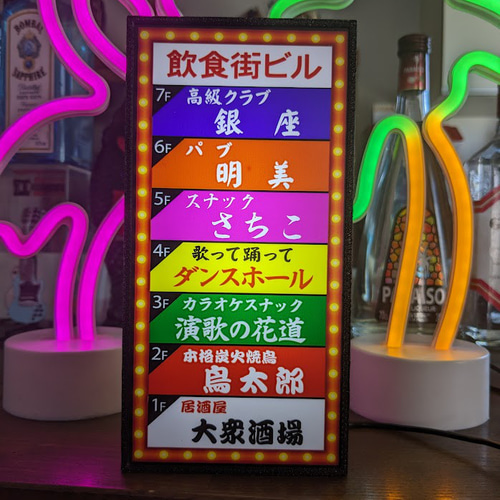 飲食街ビル
7F 高級クラブ
銀座
6F パブ
明美
5F スナック
さちこ
4F 歌って踊って
ダンスホール
3F カラオケスナック
演歌の花道
2F 本格炭火焼鳥
鳥太郎
1F 居酒屋
大衆酒場
BOMBAY
SAPPHIRE